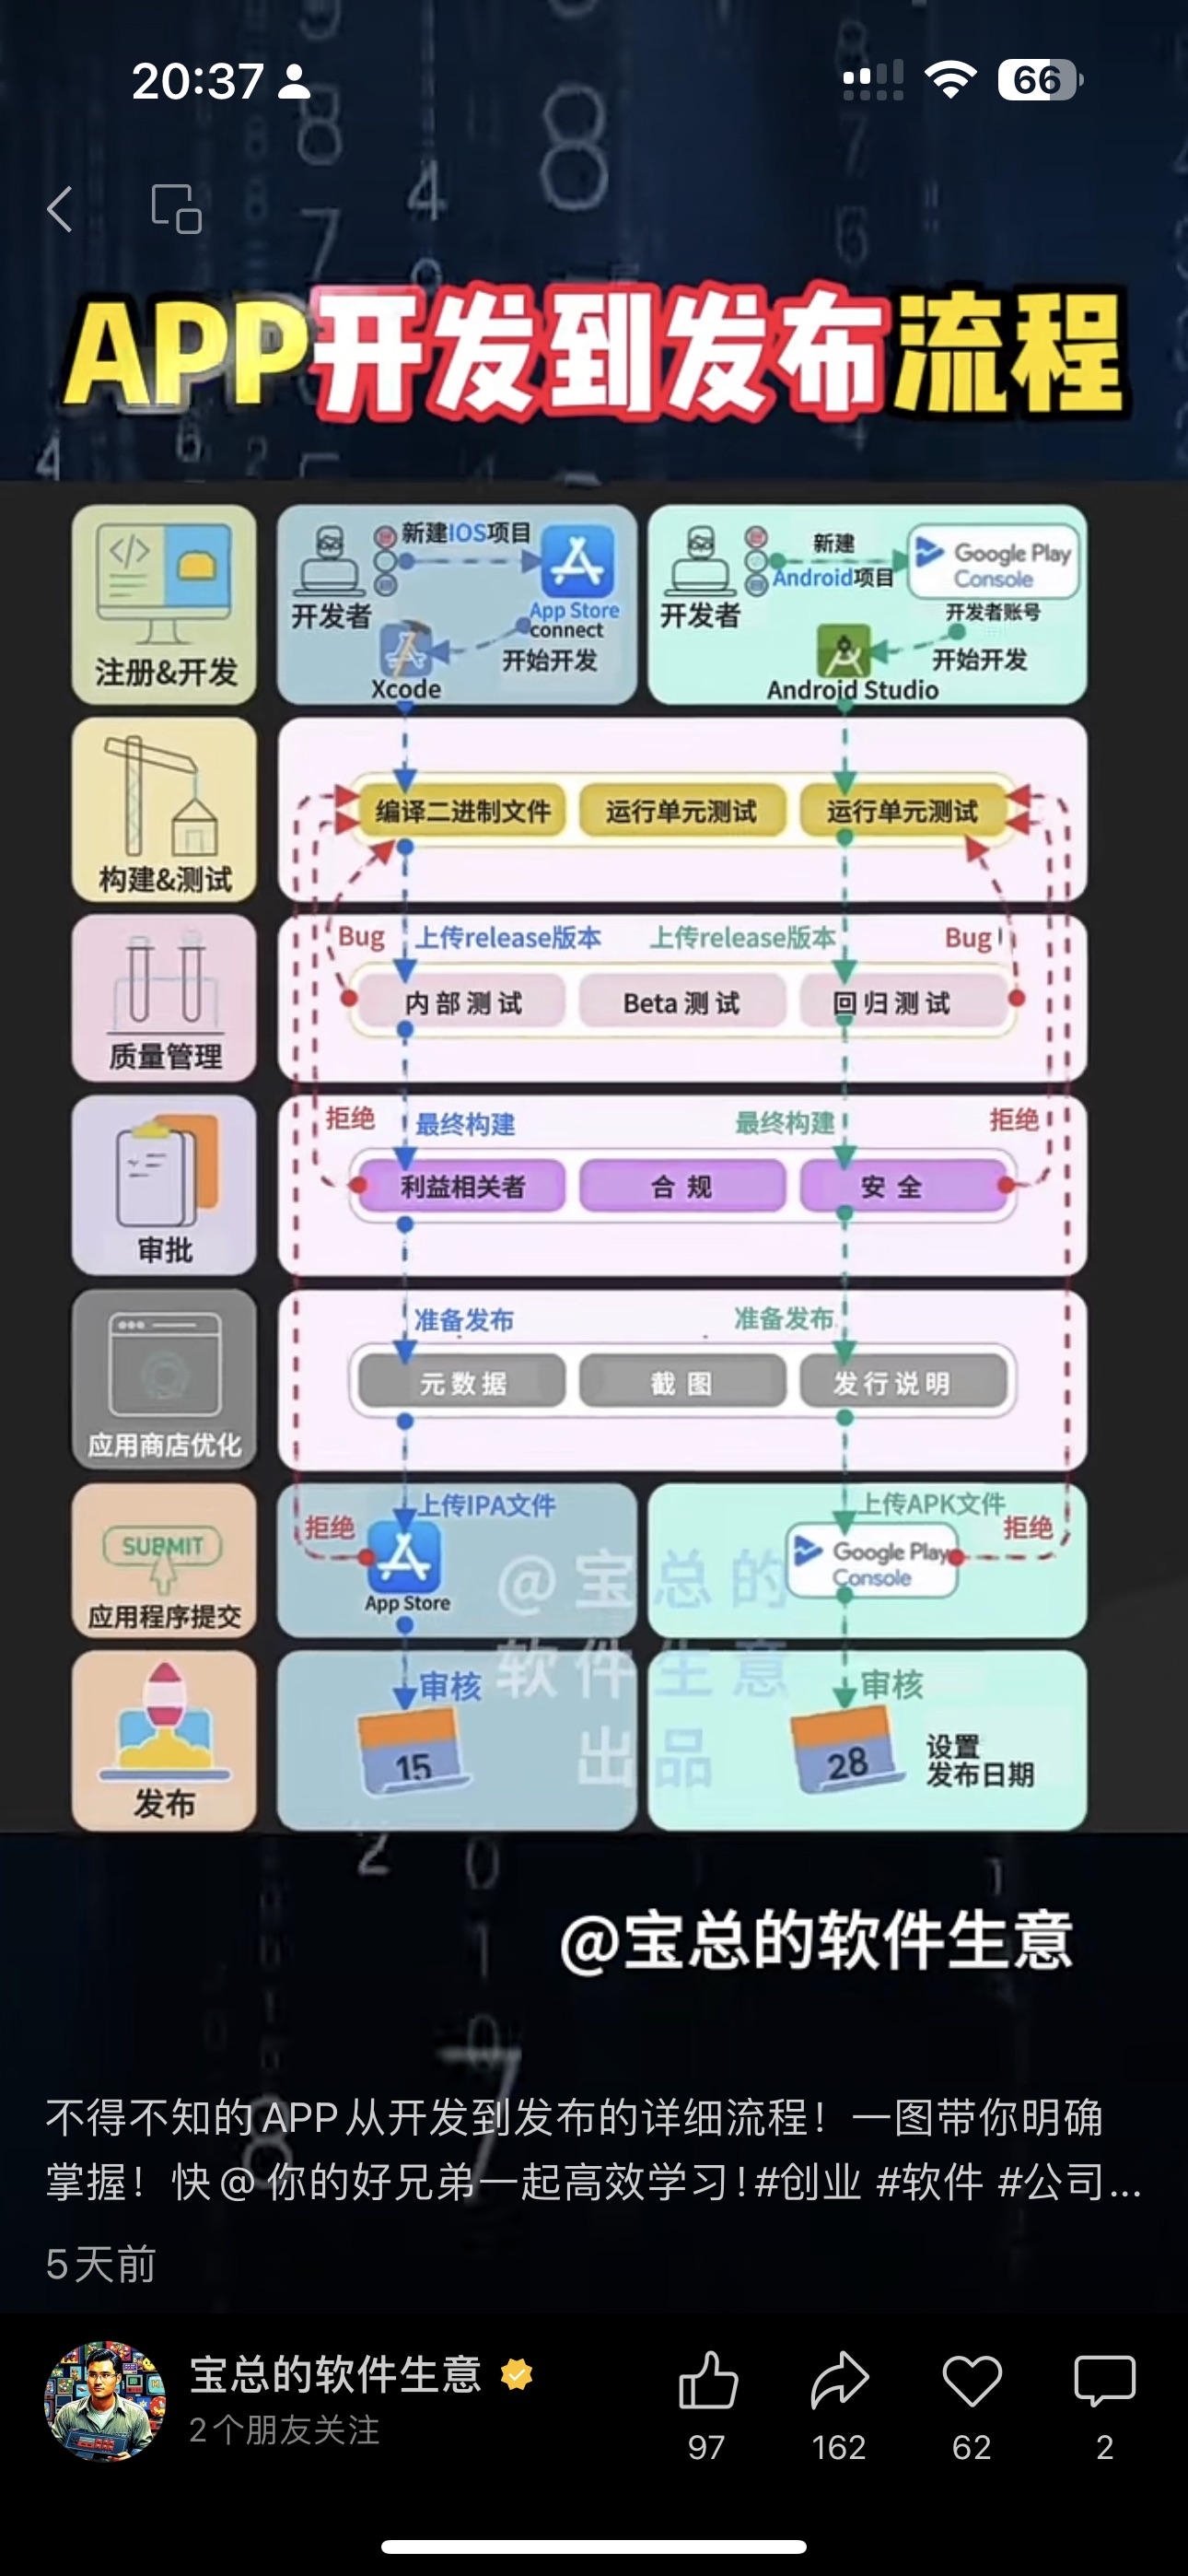 20:37
66
APP开发到发布流程
新建IOS项目
开发者
App Store
connect
开始开发
Xcode
新建
Android项目
Google Play
Console
开发者
开发者账号
开始开发
Android Studio
注册&开发
编译二进制文件 运行单元测试 运行单元测试
构建&测试
Bug 上传release版本 上传release版本 Bug
内部测试 Beta 测试 回归测试
质量管理
拒绝 最终构建 最终构建 拒绝
利益相关者 合规 安全
审批
准备发布 准备发布
元数据 截图 发行说明
应用商店优化
SUBMIT
应用程序提交
上传IPA文件
拒绝
App Store
上传APK文件
拒绝
Google Play
Console
@宝总的
软件生意
出品
审核
15
审核
28
设置
发布日期
发布
@宝总的软件生意
不得不知的APP从开发到发布的详细流程！一图带你明确
掌握！快@你的好兄弟一起高效学习!#创业 #软件 #公司...
5天前
宝总的软件生意
2个朋友关注
97 162 62 2